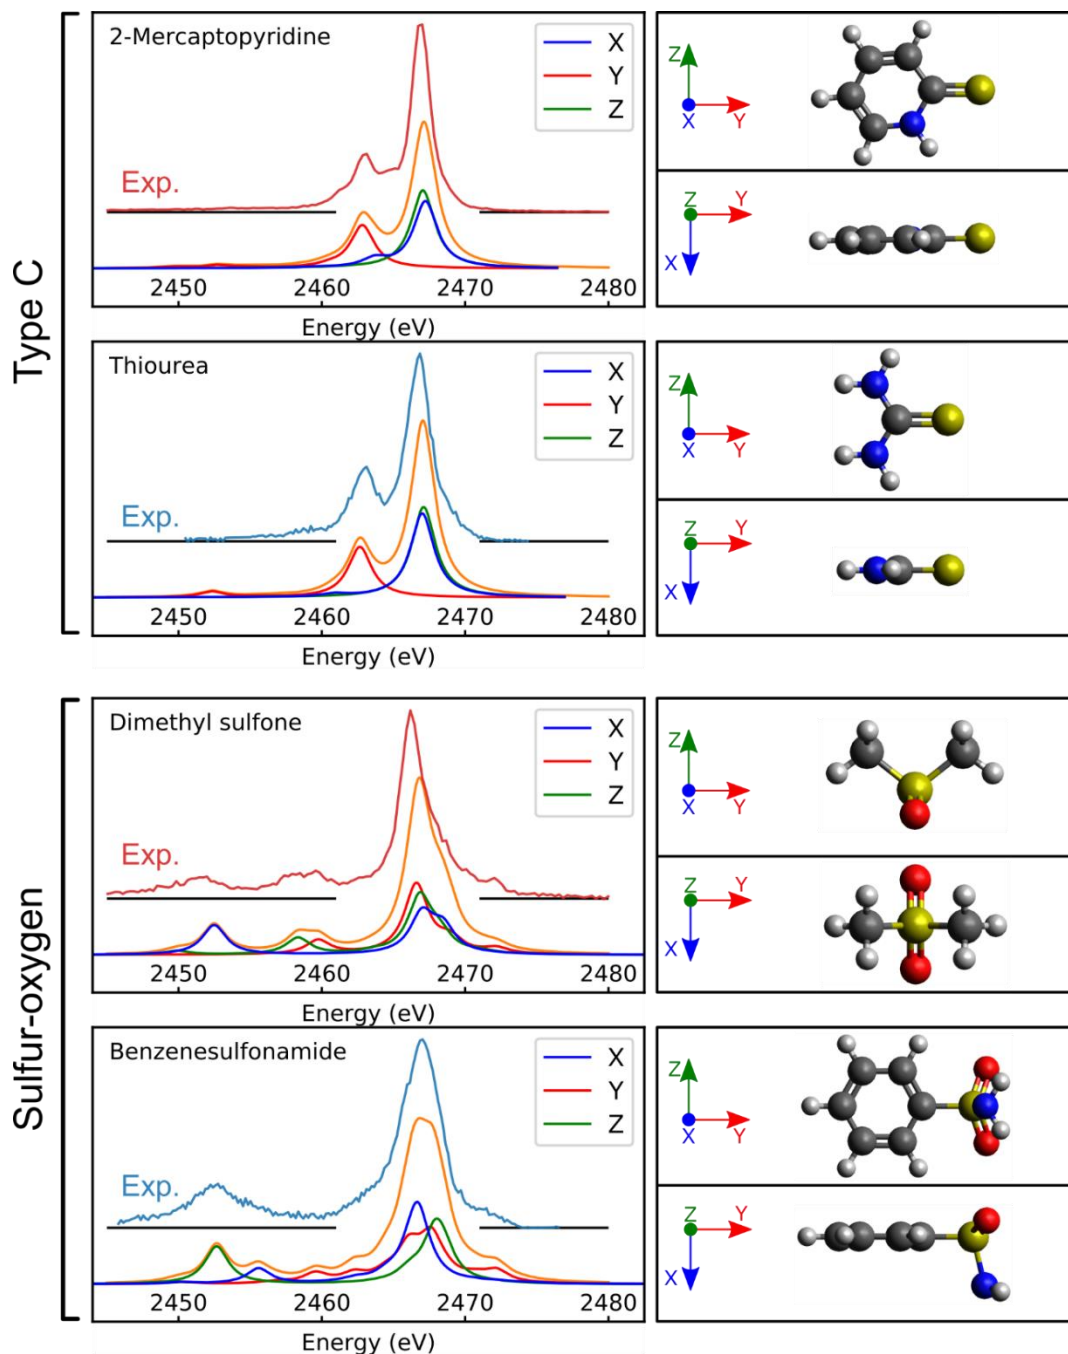 Type C
2-Mercaptopyridine
X
Y
Z
Exp.
2450 2460 2470 2480
Energy (eV)
Z
X Y
Z Y
X
Thiourea
X
Y
Z
Exp.
2450 2460 2470 2480
Energy (eV)
Z
X Y
Z Y
X
Sulfur-oxygen
Dimethyl sulfone
X
Y
Z
Exp.
2450 2460 2470 2480
Energy (eV)
Z
X Y
Z Y
X
Benzenesulfonamide
X
Y
Z
Exp.
2450 2460 2470 2480
Energy (eV)
Z
X Y
Z Y
X